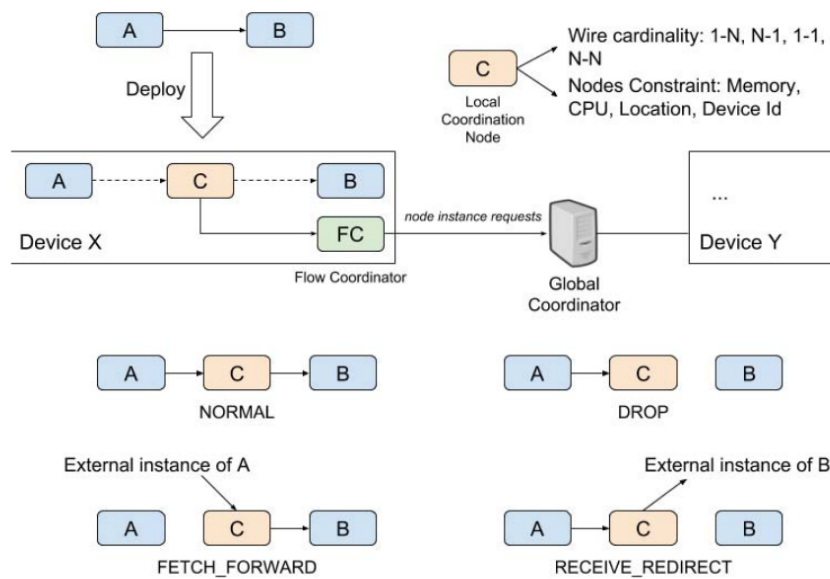 A
B
Deploy
C
Local
Coordination
Node
Wire cardinality: 1-N, N-1, 1-1,
N-N
Nodes Constraint: Memory,
CPU, Location, Device Id
A
C
B
FC
Device X
Flow Coordinator
node instance requests
Global
Coordinator
...
Device Y
A
C
B
NORMAL
A
C
B
DROP
External instance of A
A
C
B
FETCH_FORWARD
External instance of B
A
C
B
RECEIVE_REDIRECT